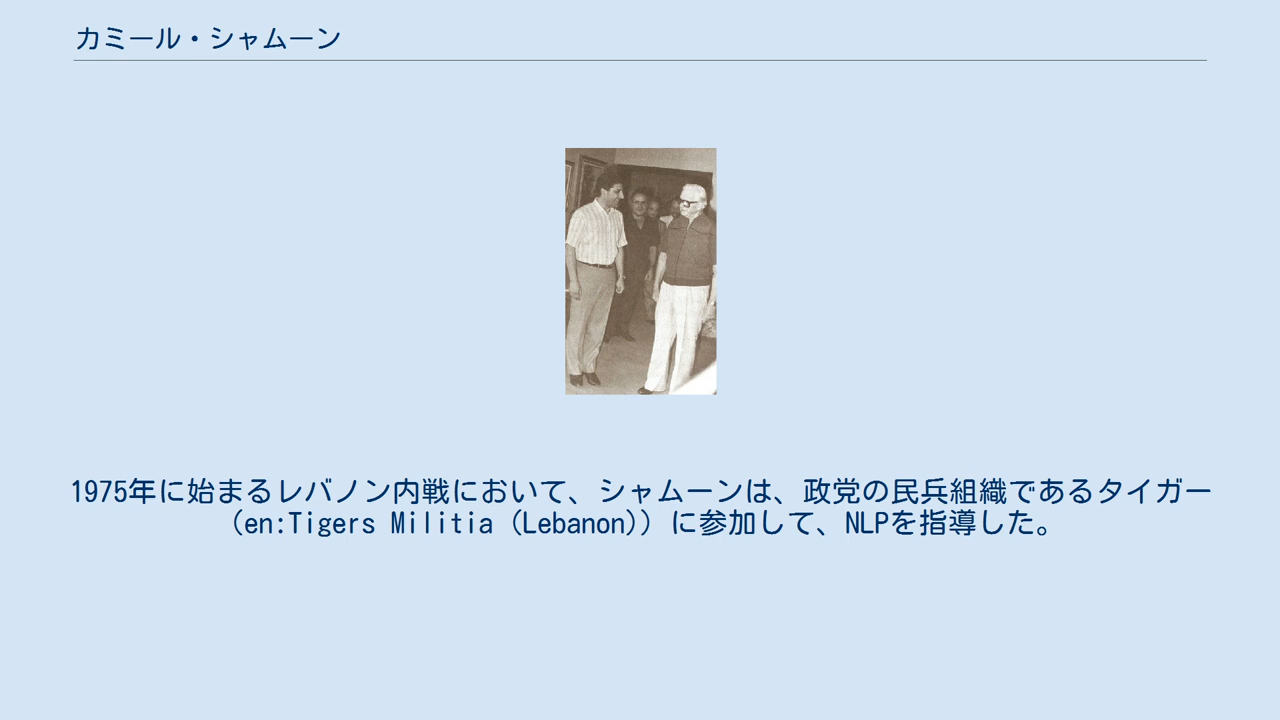 カミール・シャムーン
1975年に始まるレバノン内戦において、シャムーンは、政党の民兵組織であるタイガー
（en:Tigers Militia (Lebanon)）に参加して、NLPを指導した。